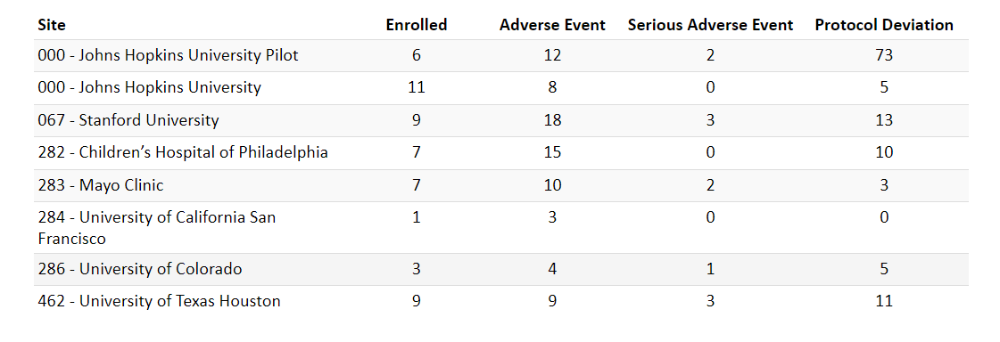 Site Enrolled Adverse Event Serious Adverse Event Protocol Deviation
000 - Johns Hopkins University Pilot 6 12 2 73
000 - Johns Hopkins University 11 8 0 5
067 - Stanford University 9 18 3 13
282 - Children’s Hospital of Philadelphia 7 15 0 10
283 - Mayo Clinic 7 10 2 3
284 - University of California San 1 3 0 0
Francisco
286 - University of Colorado 3 4 1 5
462 - University of Texas Houston 9 9 3 11